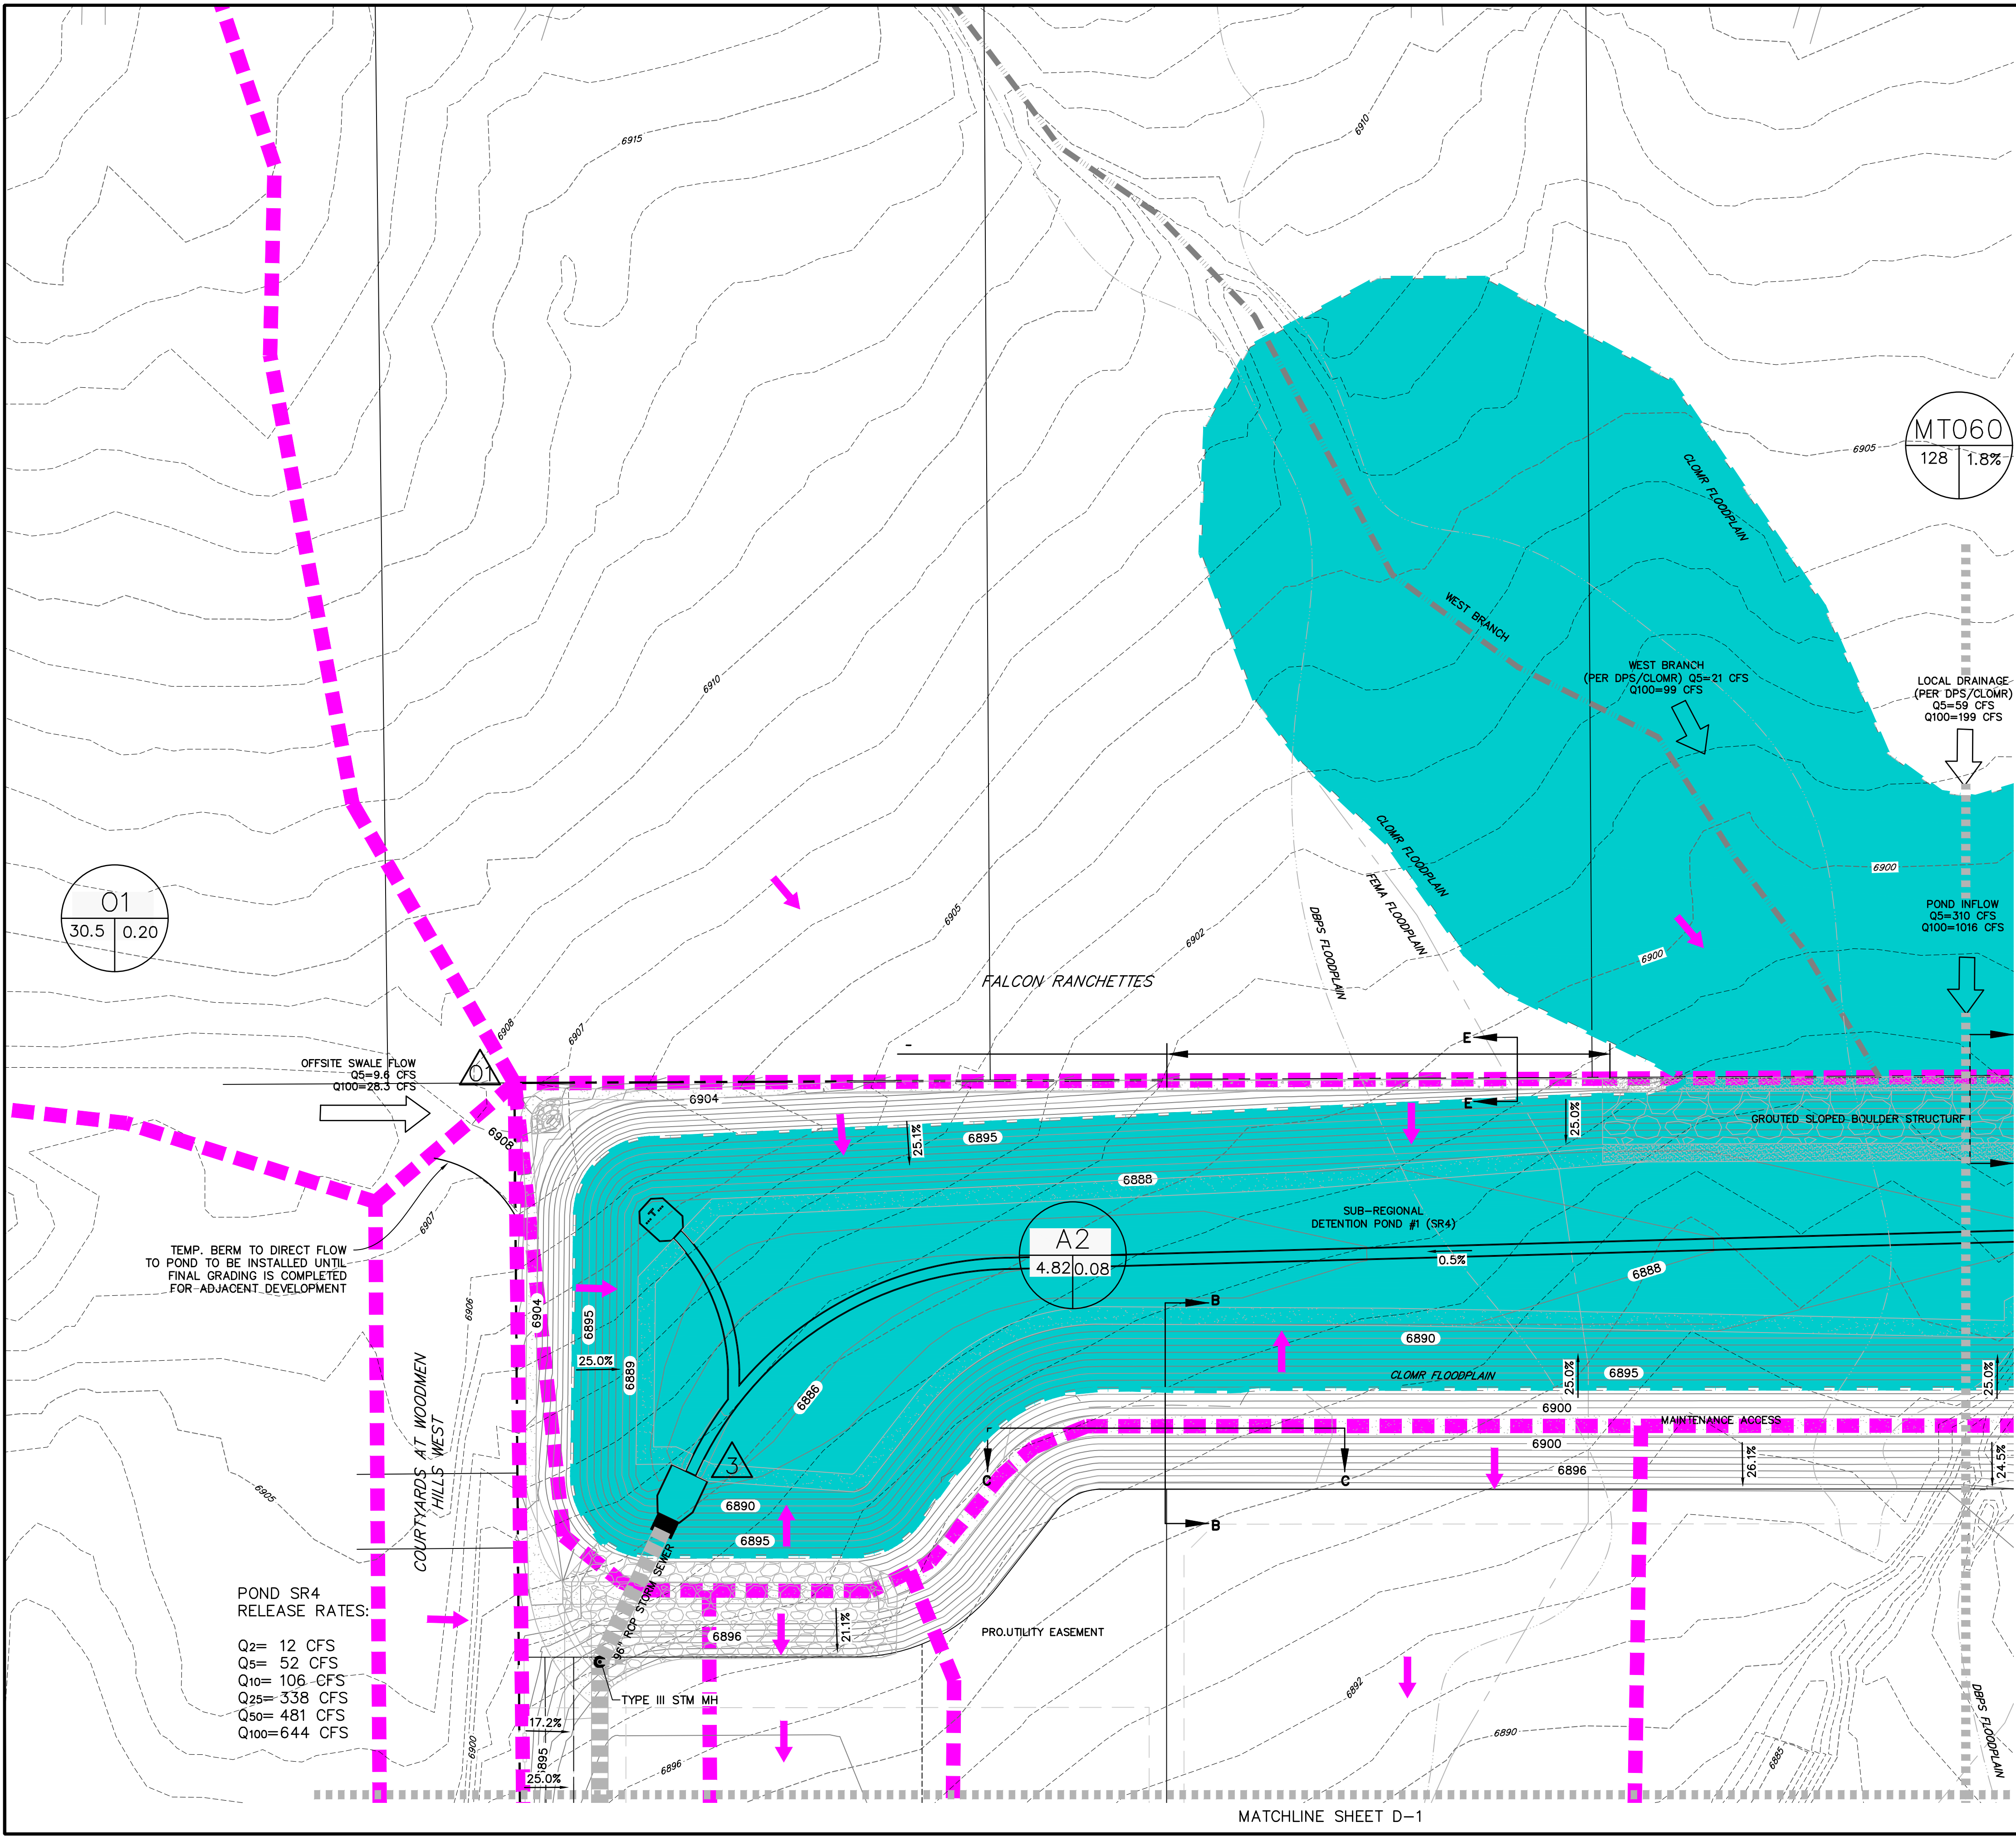 6915
6910
MT060
128 1.8%
6905
CLOMR FLOODPLAIN
WEST BRANCH
WEST BRANCH
(PER DPS/CLOMR) Q5=21 CFS
Q100=99 CFS
LOCAL DRAINAGE
(PER DPS/CLOMR)
Q5=59 CFS
Q100=199 CFS
6910
CLOMR FLOODPLAIN
FEMA FLOODPLAIN
DBPS FLOODPLAIN
6900
01
30.5 0.20
6905
6902
POND INFLOW
Q5=310 CFS
Q100=1016 CFS
6900
FALCON RANCHETTES
6908
6907
OFFSITE SWALE FLOW
Q5=9.6 CFS
Q100=28.3 CFS
01
E
6904
E
25.0%
GROUTED SLOPED BOULDER STRUCTURE
6908
25.1%
6895
6888
-T-
SUB-REGIONAL
DETENTION POND #1 (SR4)
A2
4.82 0.08
0.5%
6888
6907
TEMP. BERM TO DIRECT FLOW
TO POND TO BE INSTALLED UNTIL
FINAL GRADING IS COMPLETED
FOR ADJACENT DEVELOPMENT
6906
6904
6895
25.0%
6889
6886
B
6890
CLOMR FLOODPLAIN
25.0%
6895
25.0%
6900
MAINTENANCE ACCESS
COURTYARDS AT WOODMEN
HILLS WEST
3
C
C
6900
6896
26.1%
24.5%
6905
6890
6895
B
96" RCP STORM SEWER
POND SR4
RELEASE RATES:
Q2= 12 CFS
Q5= 52 CFS
Q10= 106 CFS
Q25= 338 CFS
Q50= 481 CFS
Q100=644 CFS
6896
21.1%
PRO.UTILITY EASEMENT
TYPE III STM MH
6892
DBPS FLOODPLAIN
17.2%
6900
6895
25.0%
6896
6890
6885
MATCHLINE SHEET D-1